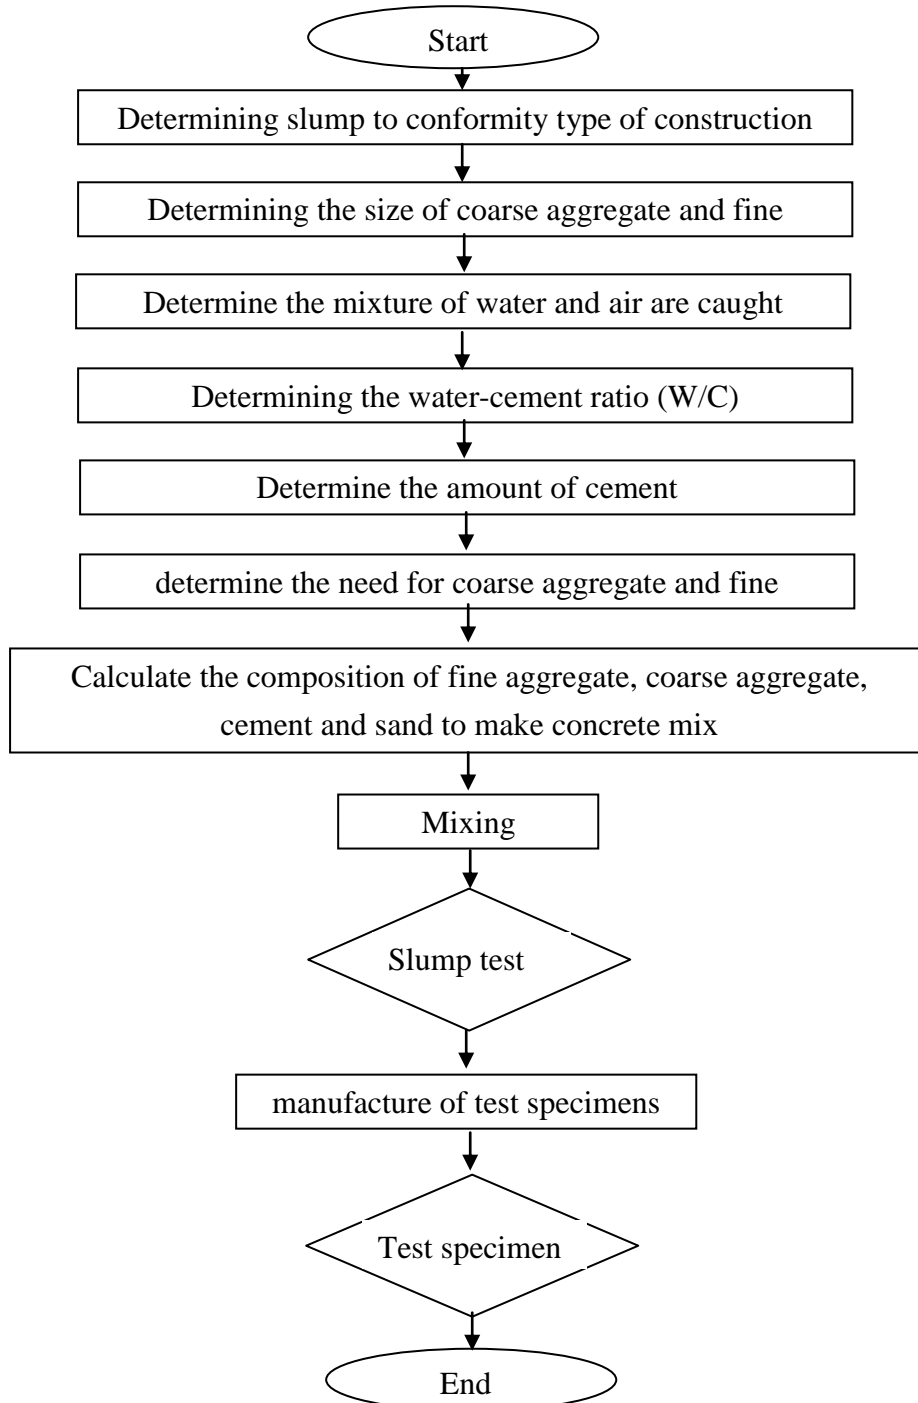 Start
Determining slump to conformity type of construction
Determining the size of coarse aggregate and fine
Determine the mixture of water and air are caught
Determining the water-cement ratio (W/C)
Determine the amount of cement
determine the need for coarse aggregate and fine
Calculate the composition of fine aggregate, coarse aggregate,
cement and sand to make concrete mix
Mixing
Slump test
manufacture of test specimens
Test specimen
End